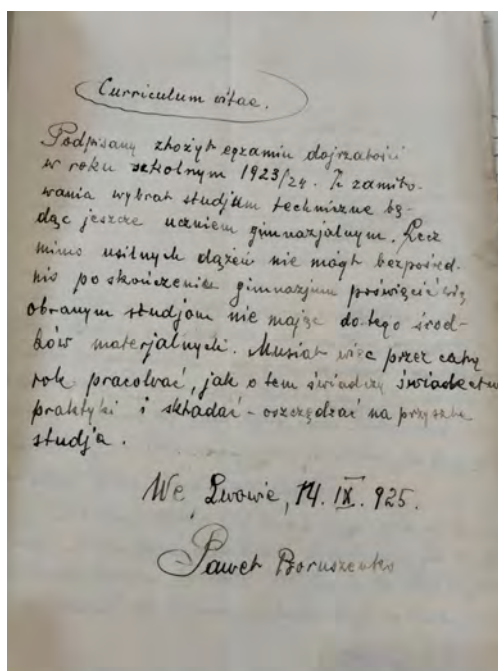 Curriculum vitae.
Podpisany złożył egzamin dojrzałości
w roku szkolnym 1923/24. Z zamiło-
wania wybrał studjum techniczne bę-
dąc jeszcze uczniem gimnazjalnym. Lecz
mimo usilnych dążeń nie mógł bezpośred-
nio po skończeniu gimnazjum poświęcić się
obranym studjom nie mając do tego środ-
ków materjalnych. Musiał więc przez cały
rok pracować, jak o tem świadczy świadectwo
praktyki i składać - oszczędzać na przyszłe
studja.
We Lwowie, 14. IX. 925.
Paweł Boruszenko